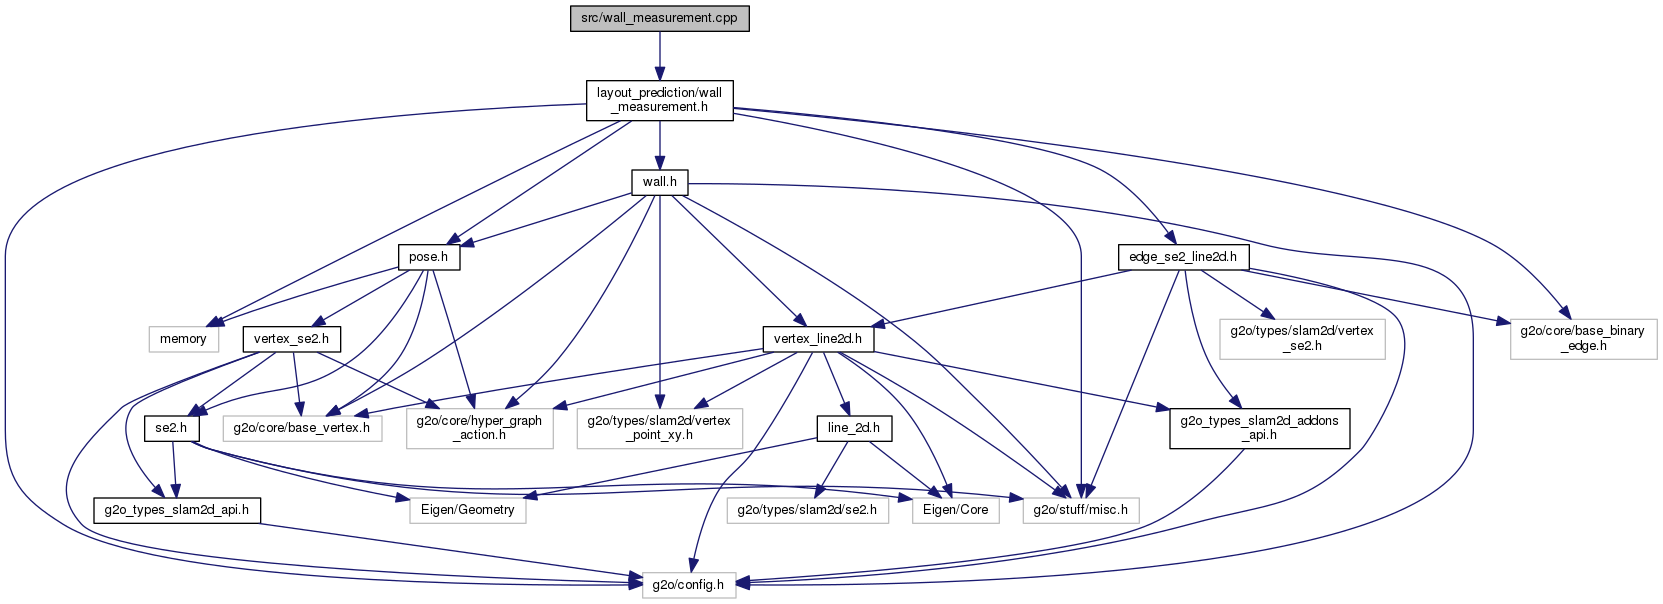 src/wall_measurement.cpp
layout_prediction/wall
_measurement.h
wall.h
pose.h
edge_se2_line2d.h
memory
vertex_se2.h
vertex_line2d.h
g2o/types/slam2d/vertex
_se2.h
g2o/core/base_binary
_edge.h
se2.h
g2o/core/base_vertex.h
g2o/core/hyper_graph
_action.h
g2o/types/slam2d/vertex
_point_xy.h
line_2d.h
g2o_types_slam2d_addons
_api.h
g2o_types_slam2d_api.h
Eigen/Geometry
g2o/types/slam2d/se2.h
Eigen/Core
g2o/stuff/misc.h
g2o/config.h